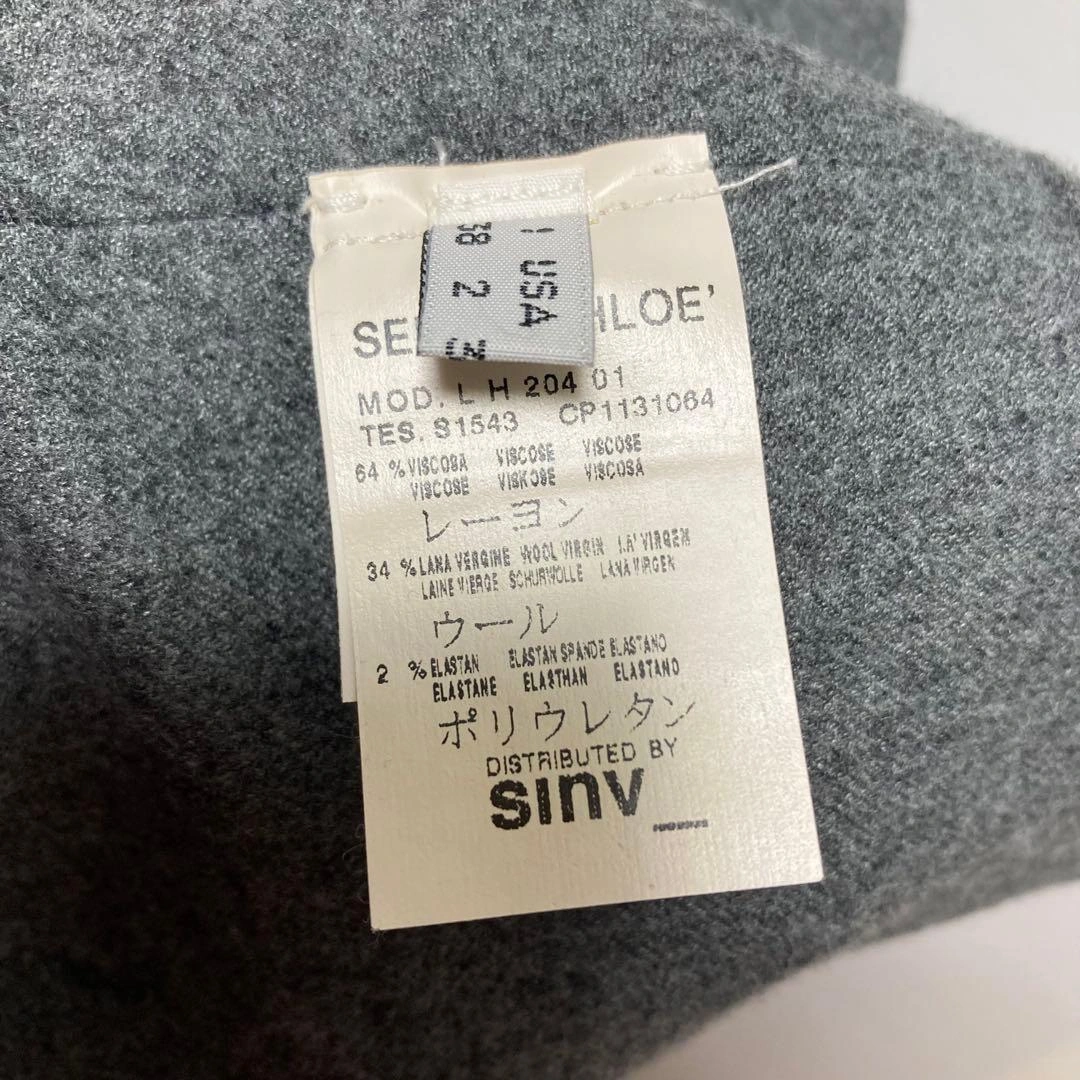 I USA
38 2
SEE HLOE'
MOD. L H 204 01
TES. S1543 CP1131064
64 % VISCOSA VISCOSE VISCOSE
VISCOSE VISKOSE VISCOSA
レーヨン
34 % LANA VERGINE WOOL VIRGIN LA' VIRGEM
LAINE VIERGE SCHURWOLLE LANA VIRGEN
ウール
2 % ELASTAN ELASTAN SPANDE ELASTANO
ELASTANE ELASTHAN ELASTANO
ポリウレタン
DISTRIBUTED BY
sinv